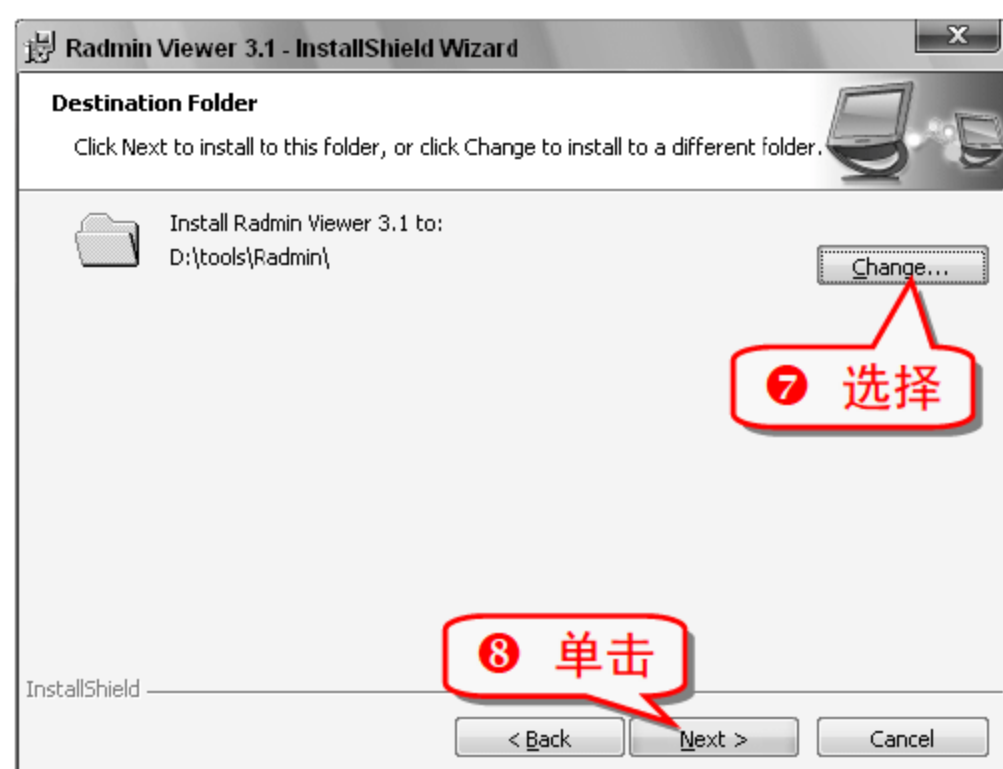 Radmin Viewer 3.1 - InstallShield Wizard
Destination Folder
Click Next to install to this folder, or click Change to install to a different folder.
Install Radmin Viewer 3.1 to:
D:\tools\Radmin\
Change...
❼ 选择
❽ 单击
InstallShield
< Back
Next >
Cancel